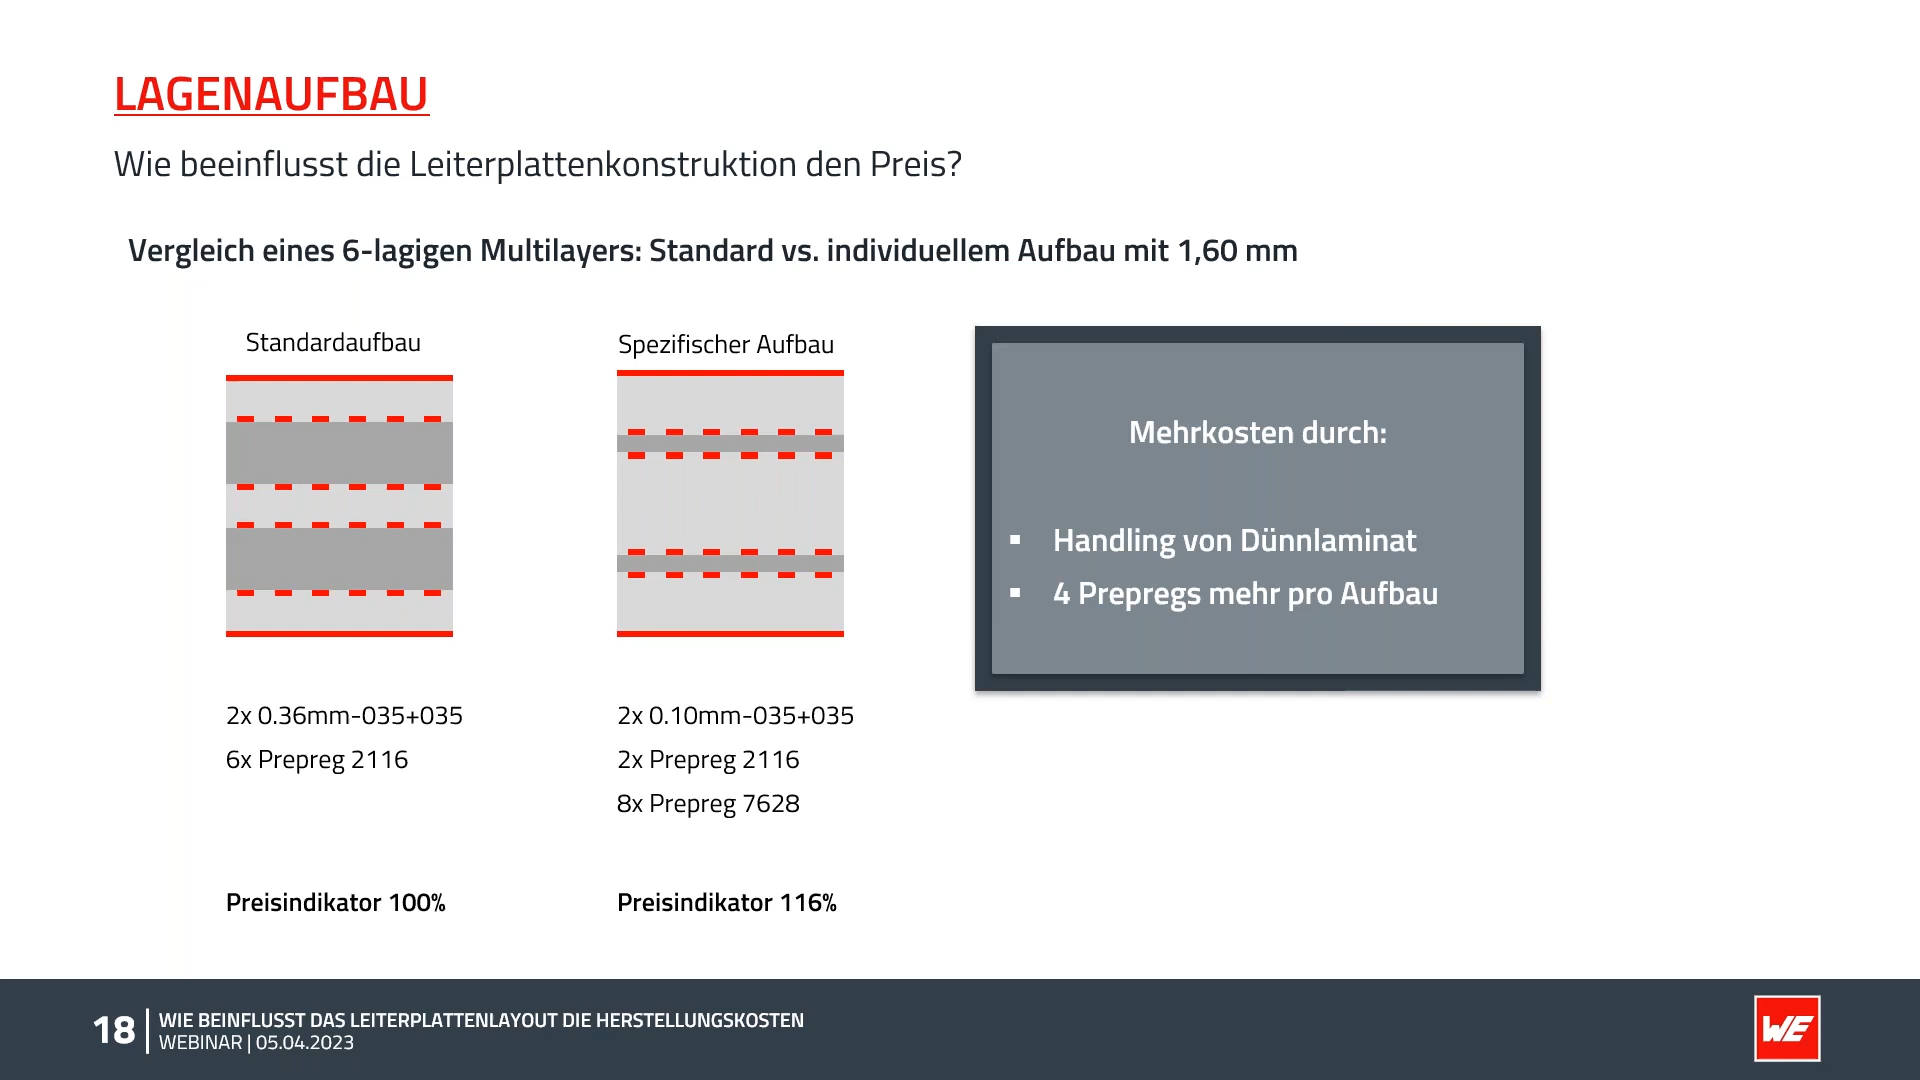 LAGENAUFBAU
Wie beeinflusst die Leiterplattenkonstruktion den Preis?
Vergleich eines 6-lagigen Multilayers: Standard vs. individuellem Aufbau mit 1,60 mm
Standardaufbau
2x 0.36mm-035+035
6x Prepreg 2116
Preisindikator 100%
Spezifischer Aufbau
2x 0.10mm-035+035
2x Prepreg 2116
8x Prepreg 7628
Preisindikator 116%
Mehrkosten durch:
▪ Handling von Dünnlaminat
▪ 4 Prepregs mehr pro Aufbau
18
WIE BEINFLUSST DAS LEITERPLATTENLAYOUT DIE HERSTELLUNGSKOSTEN
WEBINAR | 05.04.2023
WE